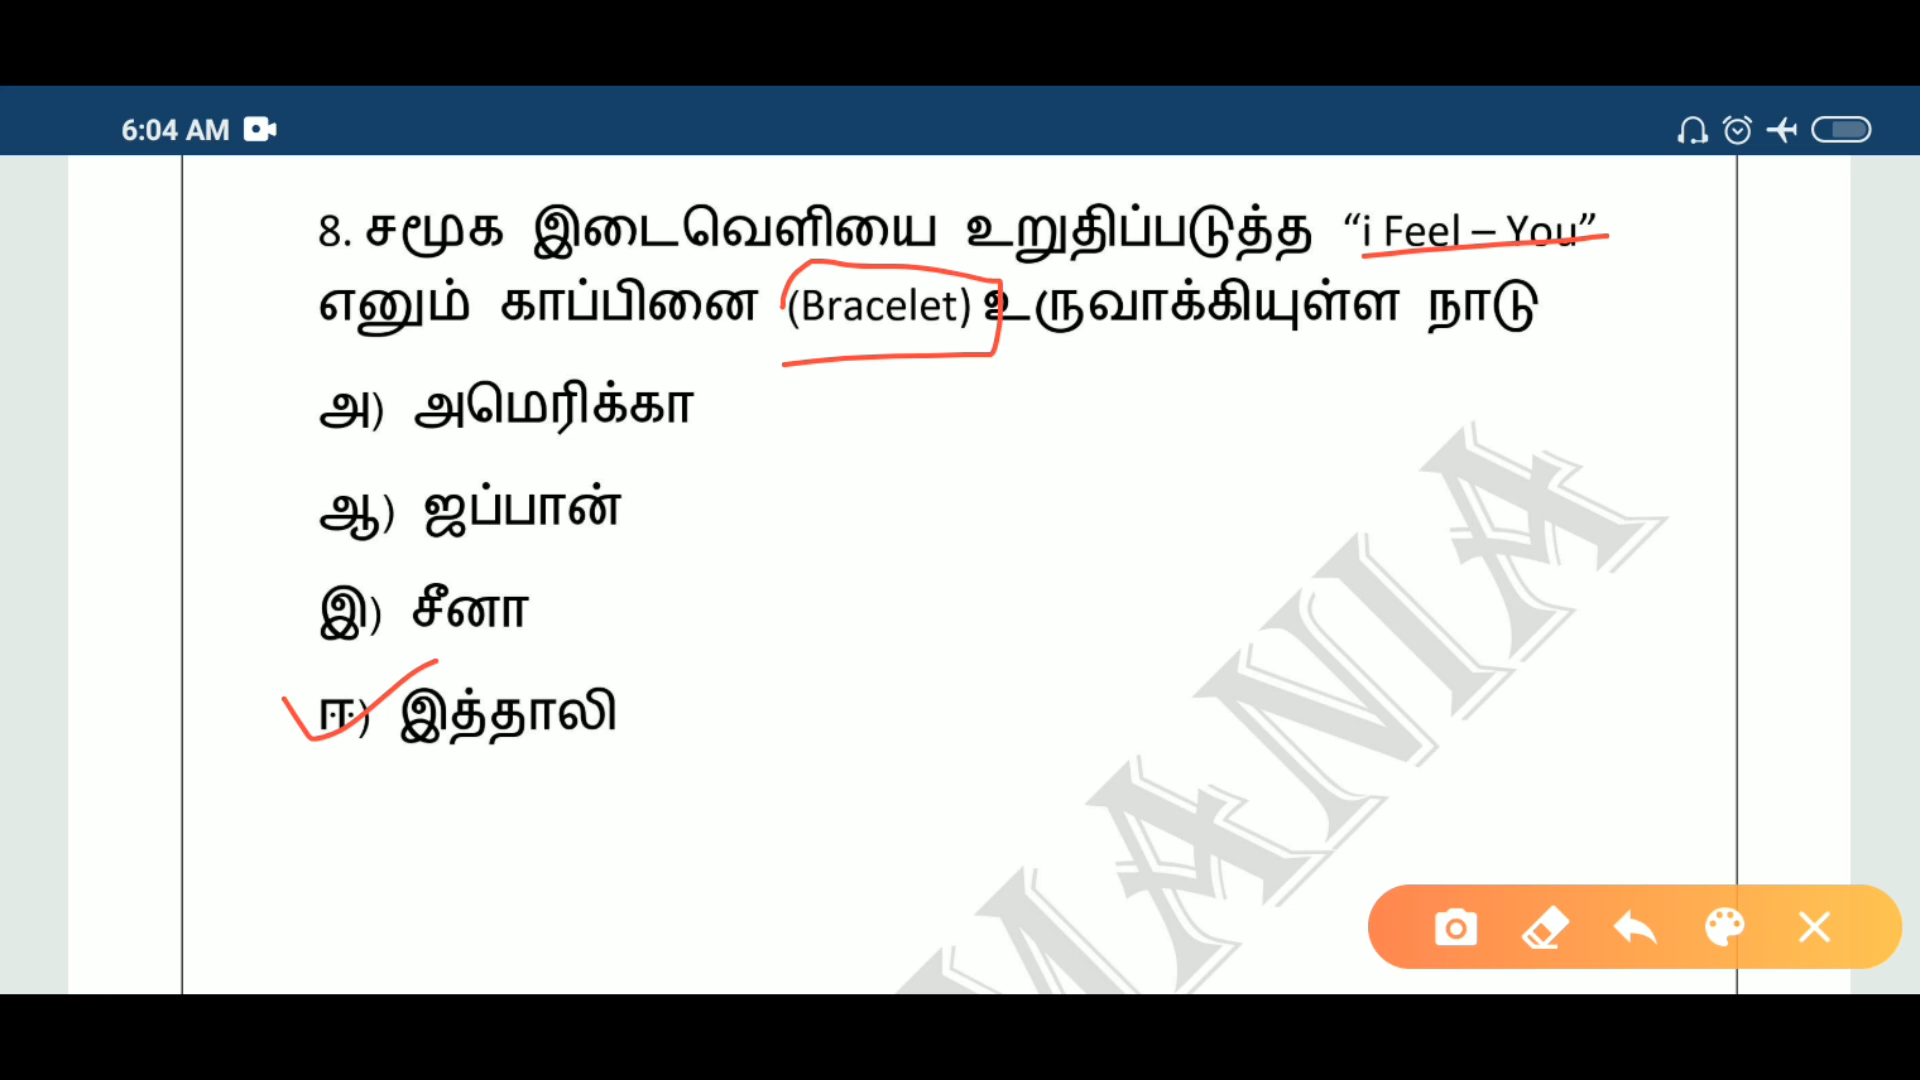 6:04 AM
8. சமூக இடைவெளியை உறுதிப்படுத்த “i Feel – You”
எனும் காப்பினை (Bracelet) உருவாக்கியுள்ள நாடு
அ) அமெரிக்கா
ஆ) ஜப்பான்
இ) சீனா
ஈ) இத்தாலி